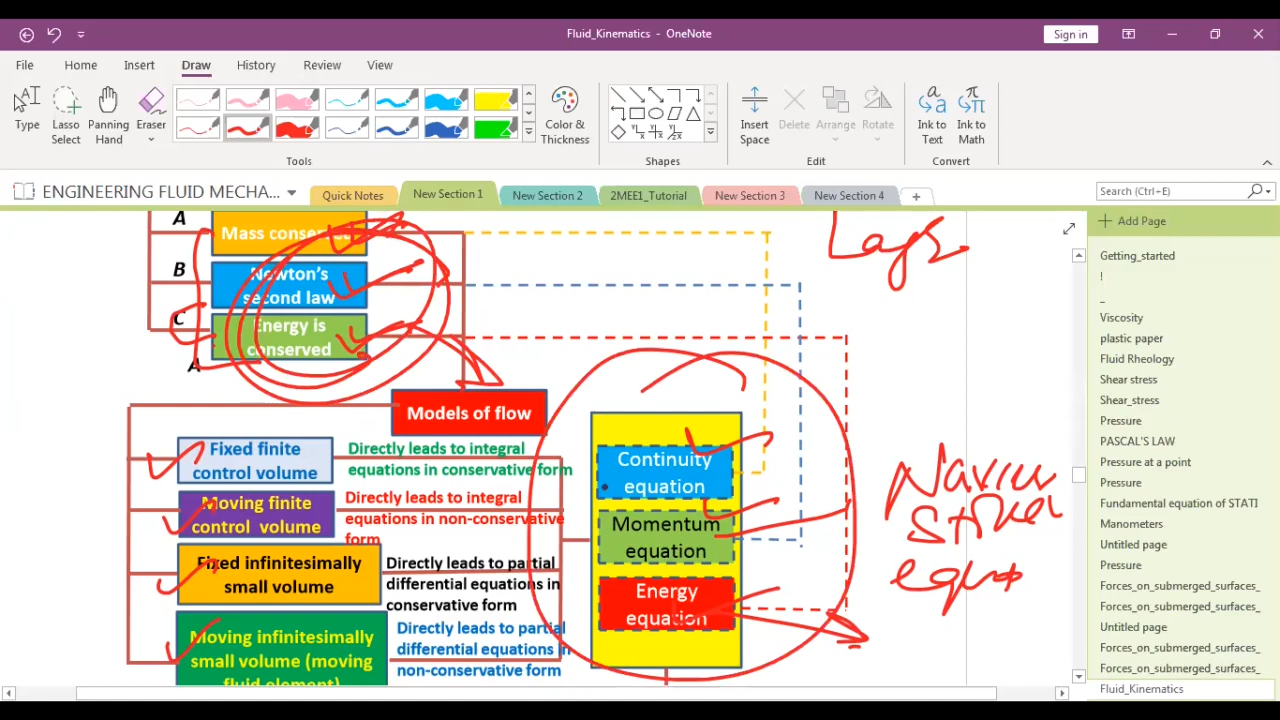 Fluid_Kinematics - OneNote
Sign in
File Home Insert Draw History Review View
Type
Lasso Select
Panning Hand
Eraser
Color & Thickness
Insert Space
Delete
Arrange
Rotate
Ink to Text
Ink to Math
Tools
Shapes
Edit
Convert
ENGINEERING FLUID MECHA...
Quick Notes
New Section 1
New Section 2
2MEE1_Tutorial
New Section 3
New Section 4
Search (Ctrl+E)
A
Mass conserved
B
Newton's
second law
C
Energy is
conserved
A
Models of flow
Fixed finite
control volume
Directly leads to integral
equations in conservative form
Moving finite
control volume
Directly leads to integral
equations in non-conservative
form
Fixed infinitesimally
small volume
Directly leads to partial
differential equations in
conservative form
Moving infinitesimally
small volume (moving
fluid element)
Directly leads to partial
differential equations in
non-conservative form
Continuity
equation
Momentum
equation
Energy
equation
Add Page
Getting_started
!
_
Viscosity
plastic paper
Fluid Rheology
Shear stress
Shear_stress
Pressure
PASCAL'S LAW
Pressure at a point
Pressure
Fundamental equation of STATI
Manometers
Untitled page
Pressure
Forces_on_submerged_surfaces_
Forces_on_submerged_surfaces_
Untitled page
Forces_on_submerged_surfaces_
Forces_on_submerged_surfaces_
Fluid_Kinematics